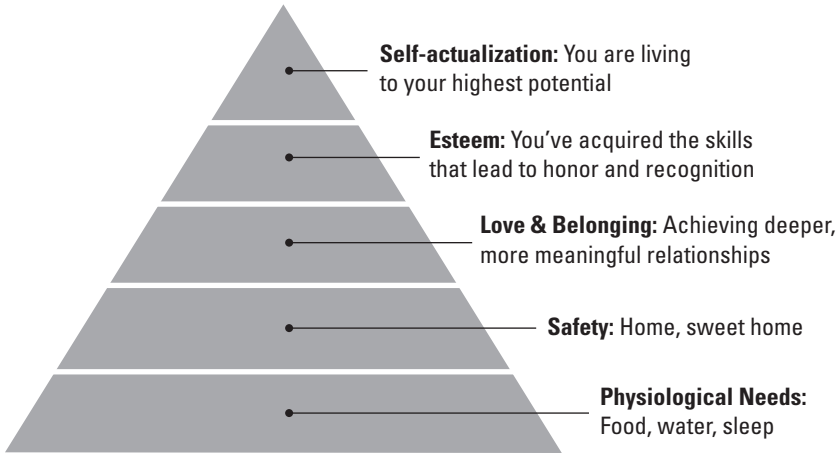 Self-actualization: You are living
to your highest potential
Esteem: You’ve acquired the skills
that lead to honor and recognition
Love & Belonging: Achieving deeper,
more meaningful relationships
Safety: Home, sweet home
Physiological Needs:
Food, water, sleep